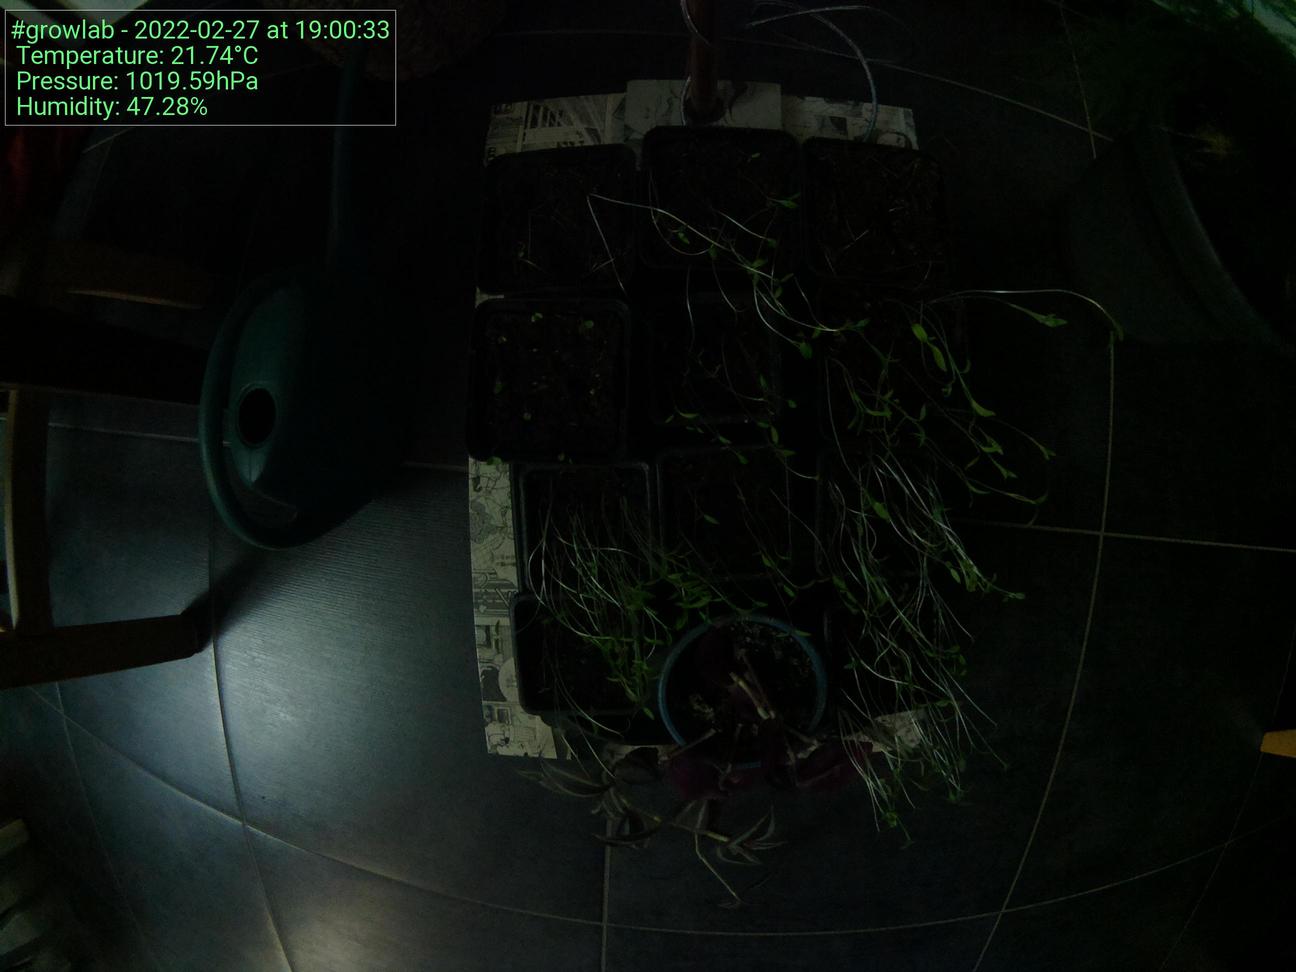 #growlab - 2022-02-27 at 19:00:33
Temperature: 21.74°C
Pressure: 1019.59hPa
Humidity: 47.28%